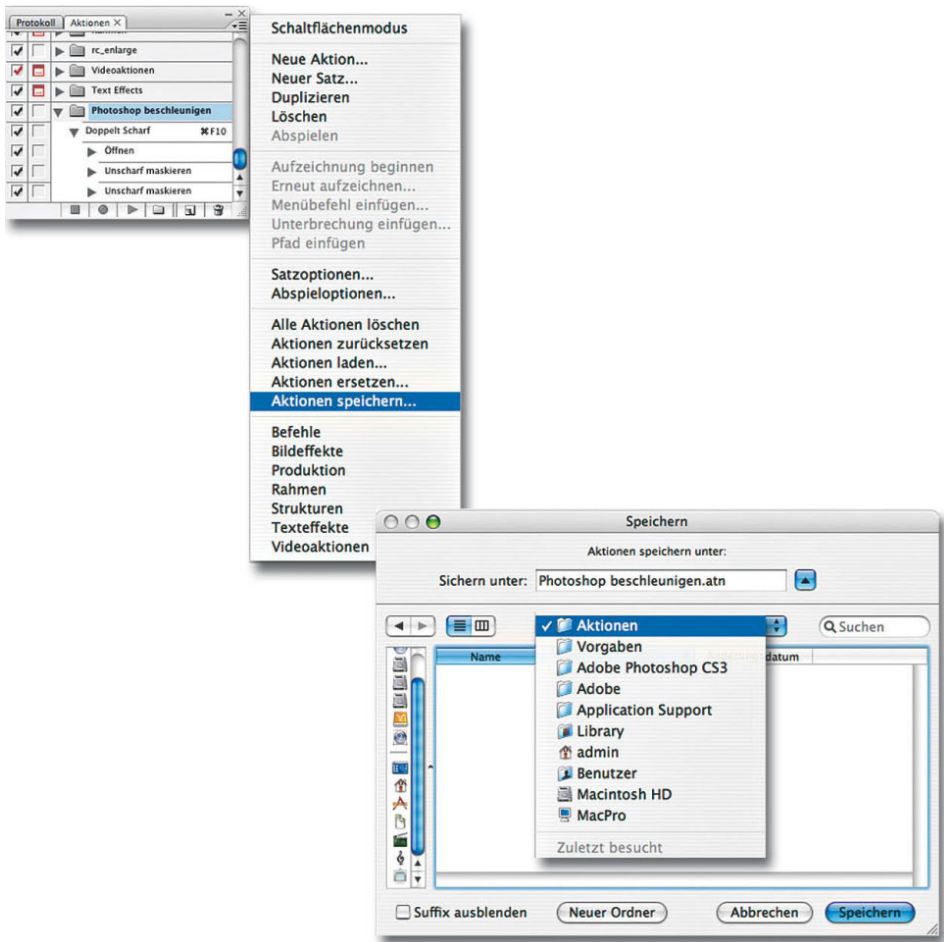 Protokoll Aktionen ×
rc_enlarge
Videoaktionen
Text Effects
Photoshop beschleunigen
Doppelt Scharf ⌘F10
Öffnen
Unscharf maskieren
Unscharf maskieren
Schaltflächenmodus
Neue Aktion...
Neuer Satz...
Duplizieren
Löschen
Abspielen
Aufzeichnung beginnen
Erneut aufzeichnen...
Menübefehl einfügen...
Unterbrechung einfügen...
Pfad einfügen
Satzoptionen...
Abspieloptionen...
Alle Aktionen löschen
Aktionen zurücksetzen
Aktionen laden...
Aktionen ersetzen...
Aktionen speichern...
Befehle
Bildeffekte
Produktion
Rahmen
Strukturen
Texteffekte
Videoaktionen
Speichern
Aktionen speichern unter:
Sichern unter: Photoshop beschleunigen.atn
Suchen
Name
✓ Aktionen
Vorgaben
Adobe Photoshop CS3
Adobe
Application Support
Library
admin
Benutzer
Macintosh HD
MacPro
Zuletzt besucht
Suffix ausblenden Neuer Ordner Abbrechen Speichern